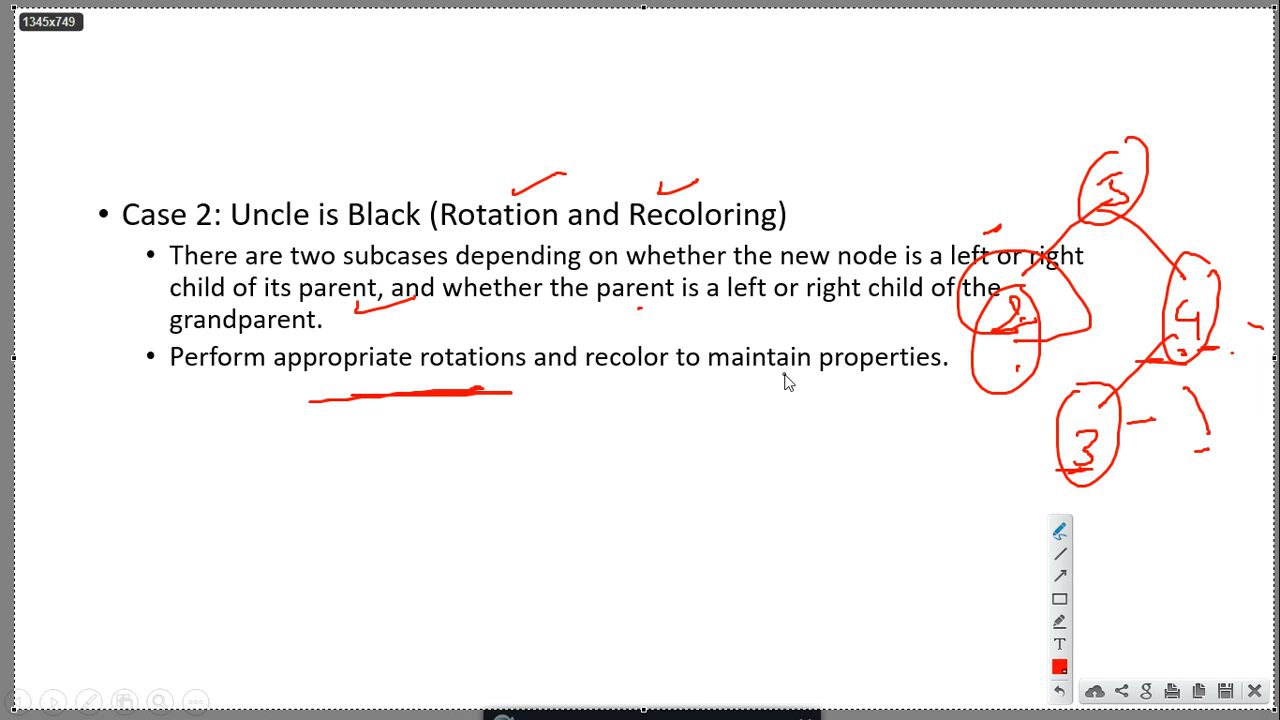 1345x749
• Case 2: Uncle is Black (Rotation and Recoloring)
• There are two subcases depending on whether the new node is a left or right
child of its parent, and whether the parent is a left or right child of the
grandparent.
• Perform appropriate rotations and recolor to maintain properties.
5
2
4
3
T